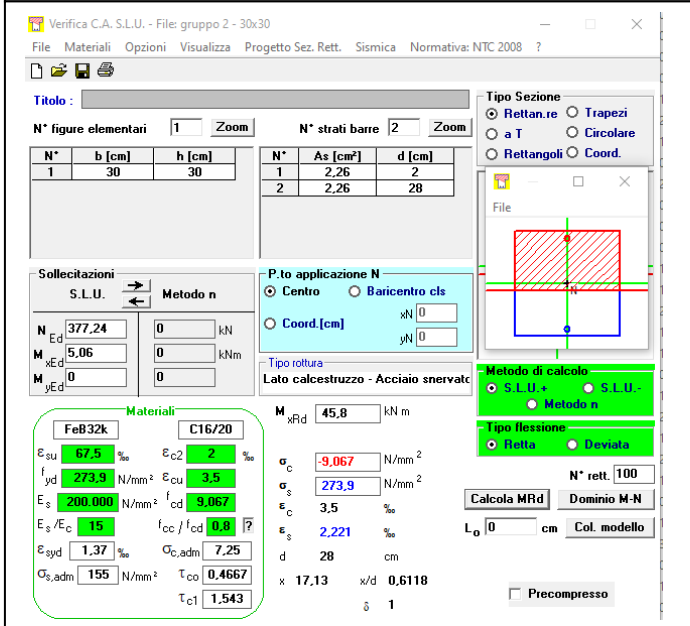 Verifica C.A. S.L.U. - File: gruppo 2 - 30x30
File Materiali Opzioni Visualizza Progetto Sez. Rett. Sismica Normativa: NTC 2008 ?
Titolo :
Tipo Sezione
Rettan.re Trapezi
a T Circolare
Rettangoli Coord.
N° figure elementari 1 Zoom N° strati barre 2 Zoom
N° b [cm] h [cm]
1 30 30
N° As [cm²] d [cm]
1 2,26 2
2 2,26 28
File
N
Sollecitazioni
S.L.U. Metodo n
N Ed 377,24 0 kN
M xEd 5,06 0 kNm
M yEd 0 0
P.to applicazione N
Centro Baricentro cls
Coord.[cm] xN 0
yN 0
Tipo rottura
Lato calcestruzzo - Acciaio snervato
Metodo di calcolo
S.L.U.+ S.L.U.-
Metodo n
Tipo flessione
Retta Deviata
Materiali
FeB32k C16/20
εsu 67,5 ‰ εc2 2 ‰
fyd 273,9 N/mm² εcu 3,5
Es 200.000 N/mm² fcd 9,067
Es/Ec 15 fcc / fcd 0,8 ?
εsyd 1,37 ‰ σc,adm 7,25
σs,adm 155 N/mm² τco 0,4667
τc1 1,543
M xRd 45,8 kN m
σc -9,067 N/mm²
σs 273,9 N/mm²
εc 3,5 ‰
εs 2,221 ‰
d 28 cm
x 17,13 x/d 0,6118
δ 1
N° rett. 100
Calcola MRd Dominio M-N
Lo 0 cm Col. modello
Precompresso